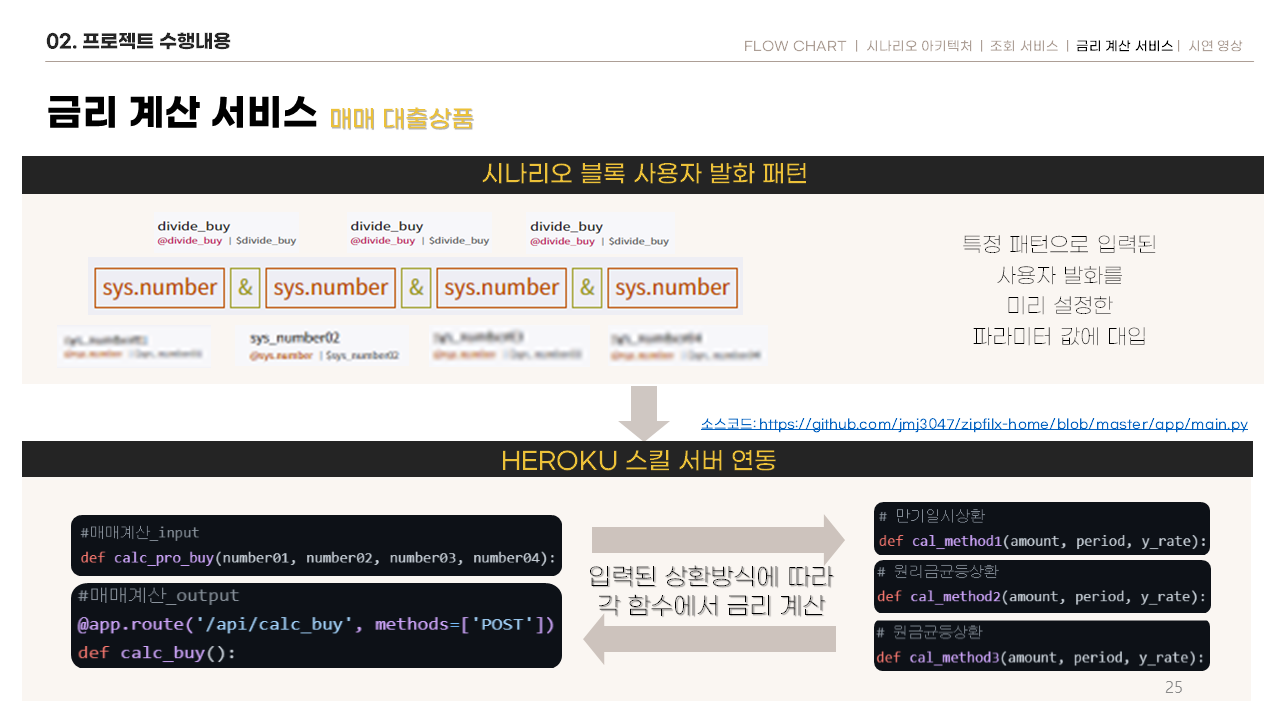 02. 프로젝트 수행내용
FLOW CHART | 시나리오 아키텍처 | 조회 서비스 | 금리 계산 서비스 | 시연 영상
금리 계산 서비스 매매 대출상품
시나리오 블록 사용자 발화 패턴
divide_buy divide_buy divide_buy
@divide_buy | $divide_buy @divide_buy | $divide_buy @divide_buy | $divide_buy
sys.number & sys.number & sys.number & sys.number
sys_number02
@sys.number | $sys_number02
특정 패턴으로 입력된
사용자 발화를
미리 설정한
파라미터 값에 대입
소스코드: https://github.com/jmj3047/zipfilx-home/blob/master/app/main.py
HEROKU 스킬 서버 연동
#매매계산_input
def calc_pro_buy(number01, number02, number03, number04):
#매매계산_output
@app.route('/api/calc_buy', methods=['POST'])
def calc_buy():
입력된 상환방식에 따라
각 함수에서 금리 계산
# 만기일시상환
def cal_method1(amount, period, y_rate):
# 원리금균등상환
def cal_method2(amount, period, y_rate):
# 원금균등상환
def cal_method3(amount, period, y_rate):
25